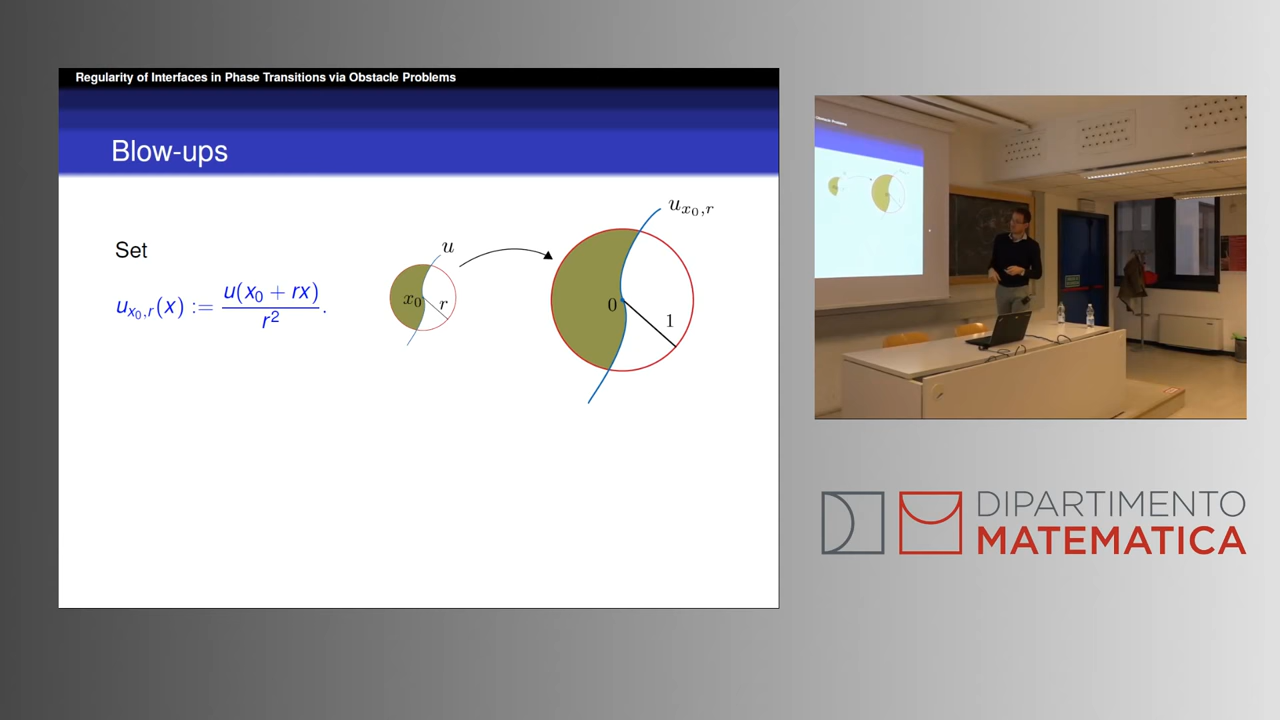 Regularity of Interfaces in Phase Transitions via Obstacle Problems
Blow-ups
Set
u_{x_0,r}(x) := \frac{u(x_0 + rx)}{r^2}.
u
x_0
r
u_{x_0,r}
0
1
DIPARTIMENTO
MATEMATICA